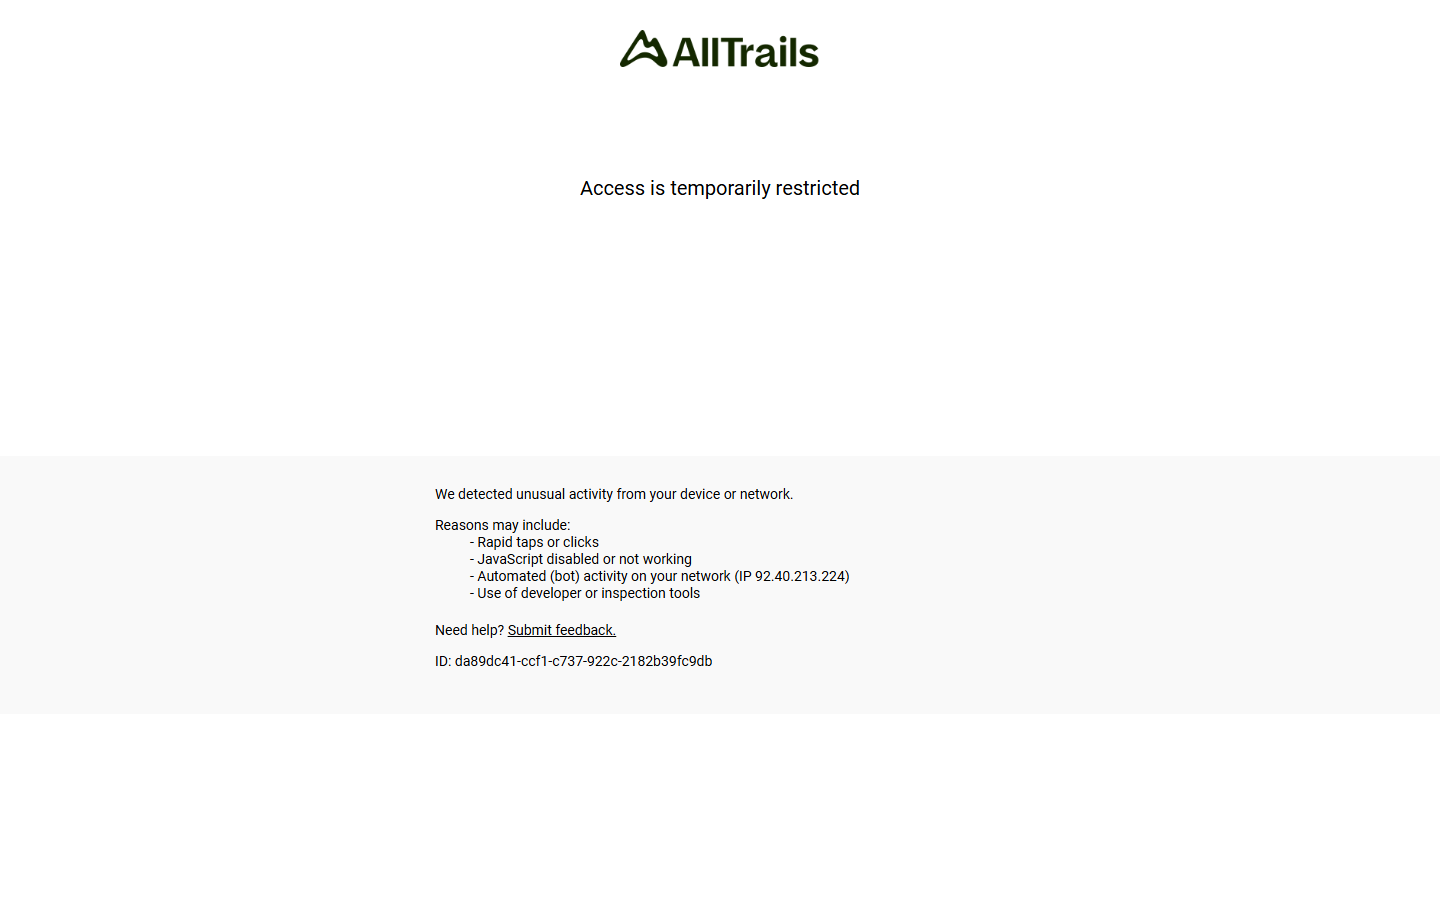 AllTrails
Access is temporarily restricted
We detected unusual activity from your device or network.
Reasons may include:
- Rapid taps or clicks
- JavaScript disabled or not working
- Automated (bot) activity on your network (IP 92.40.213.224)
- Use of developer or inspection tools
Need help? Submit feedback.
ID: da89dc41-ccf1-c737-922c-2182b39fc9db